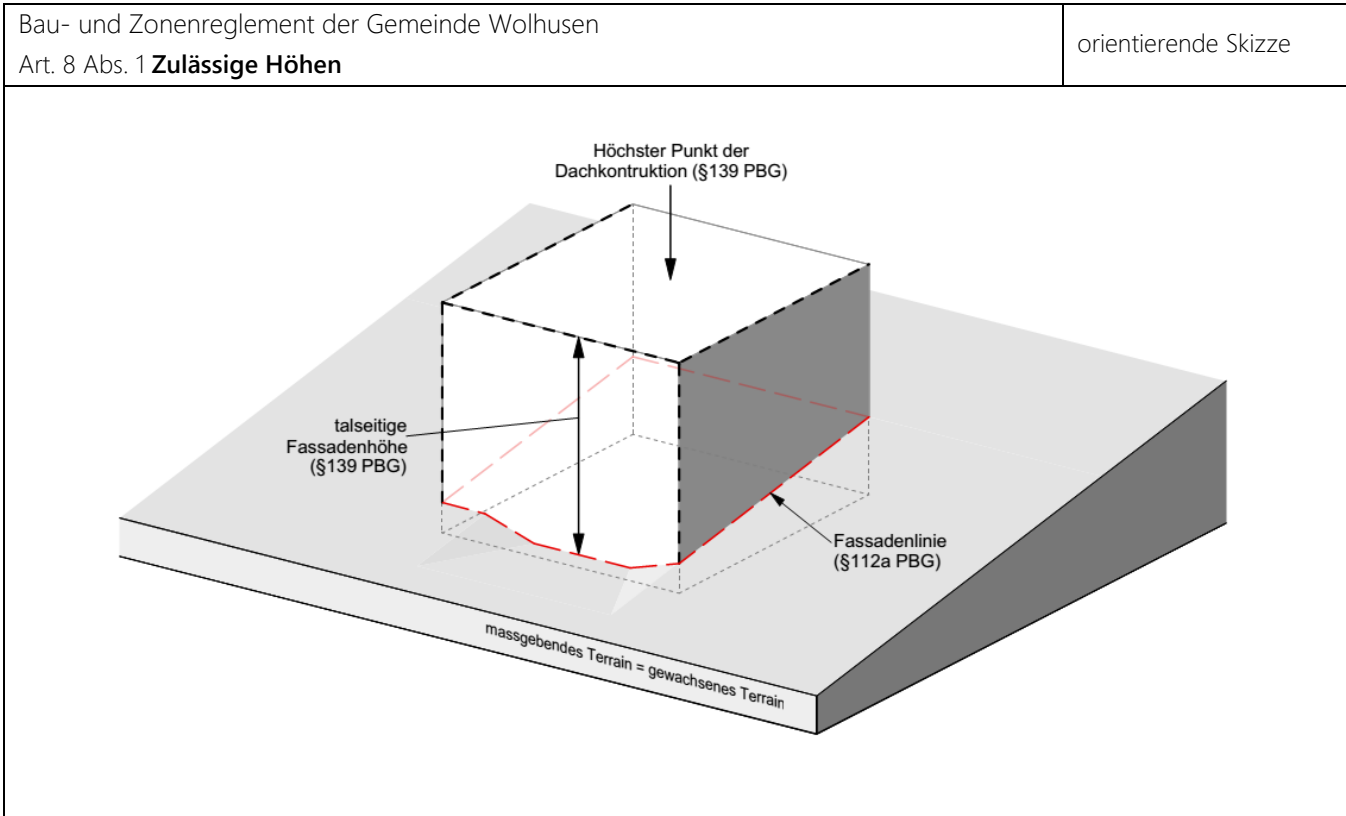 Bau- und Zonenreglement der Gemeinde Wolhusen
Art. 8 Abs. 1 Zulässige Höhen
orientierende Skizze
Höchster Punkt der
Dachkontruktion (§139 PBG)
talseitige
Fassadenhöhe
(§139 PBG)
Fassadenlinie
(§112a PBG)
massgebendes Terrain = gewachsenes Terrain